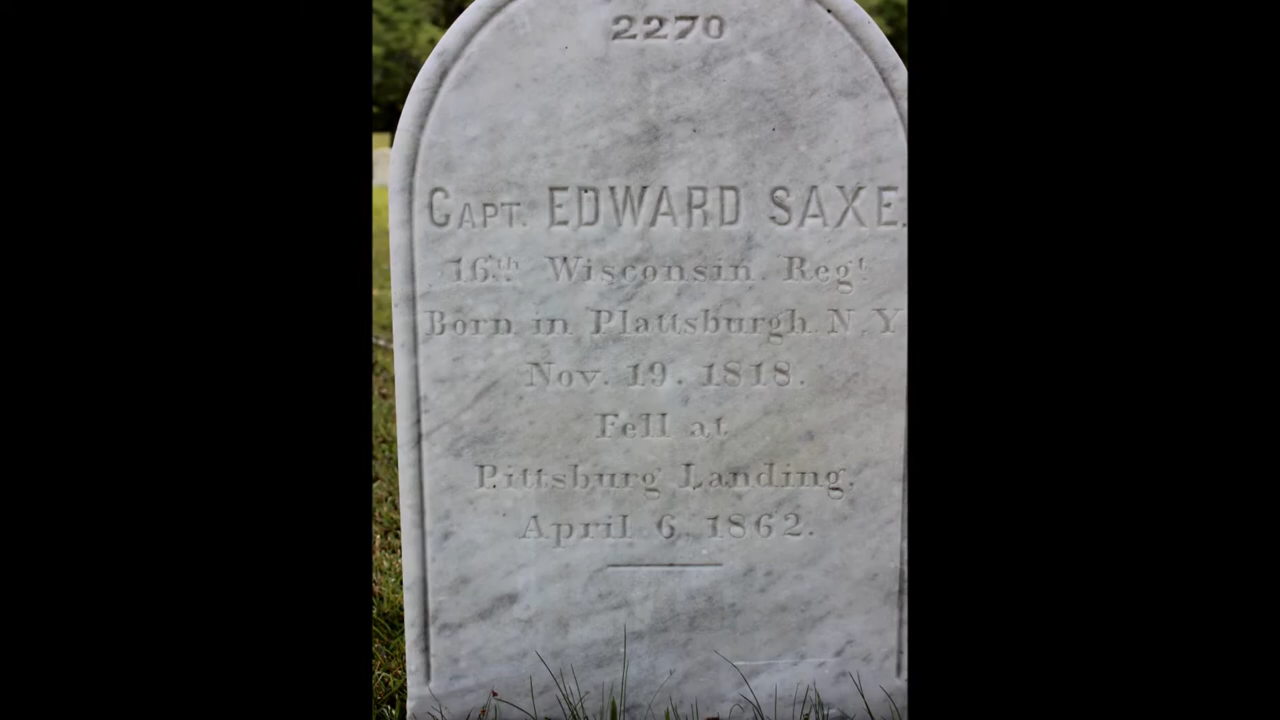 2270
CAPT. EDWARD SAXE.
16th Wisconsin. Regt
Born in Plattsburgh. N.Y
Nov. 19. 1818.
Fell at
Pittsburg Landing.
April 6. 1862.